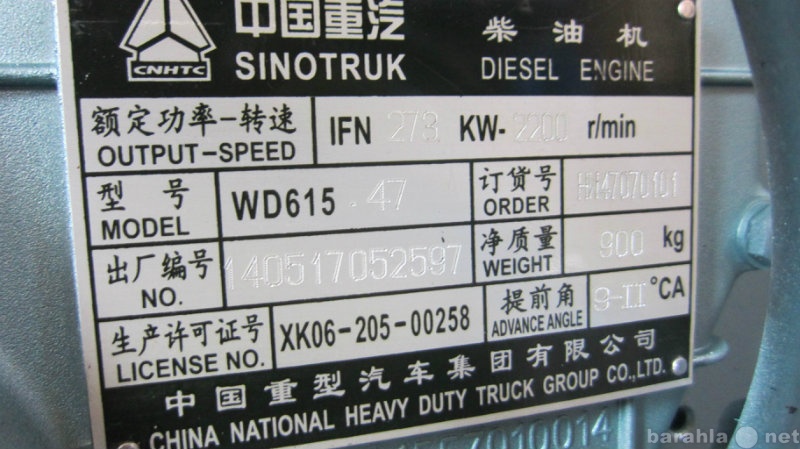 中国重汽
CNHTC
SINOTRUK
柴油机
DIESEL ENGINE
额定功率-转速
OUTPUT-SPEED
IFN 273 KW- 2200 r/min
型号
MODEL
WD615 .47
订货号
ORDER
HH47070101
出厂编号
NO.
140517052597
净质量
WEIGHT
900 kg
生产许可证号
LICENSE NO.
XK06-205-00258
提前角
ADVANCE ANGLE
9-II °CA
中国重型汽车集团有限公司
CHINA NATIONAL HEAVY DUTY TRUCK GROUP CO.,LTD.
barahla.net